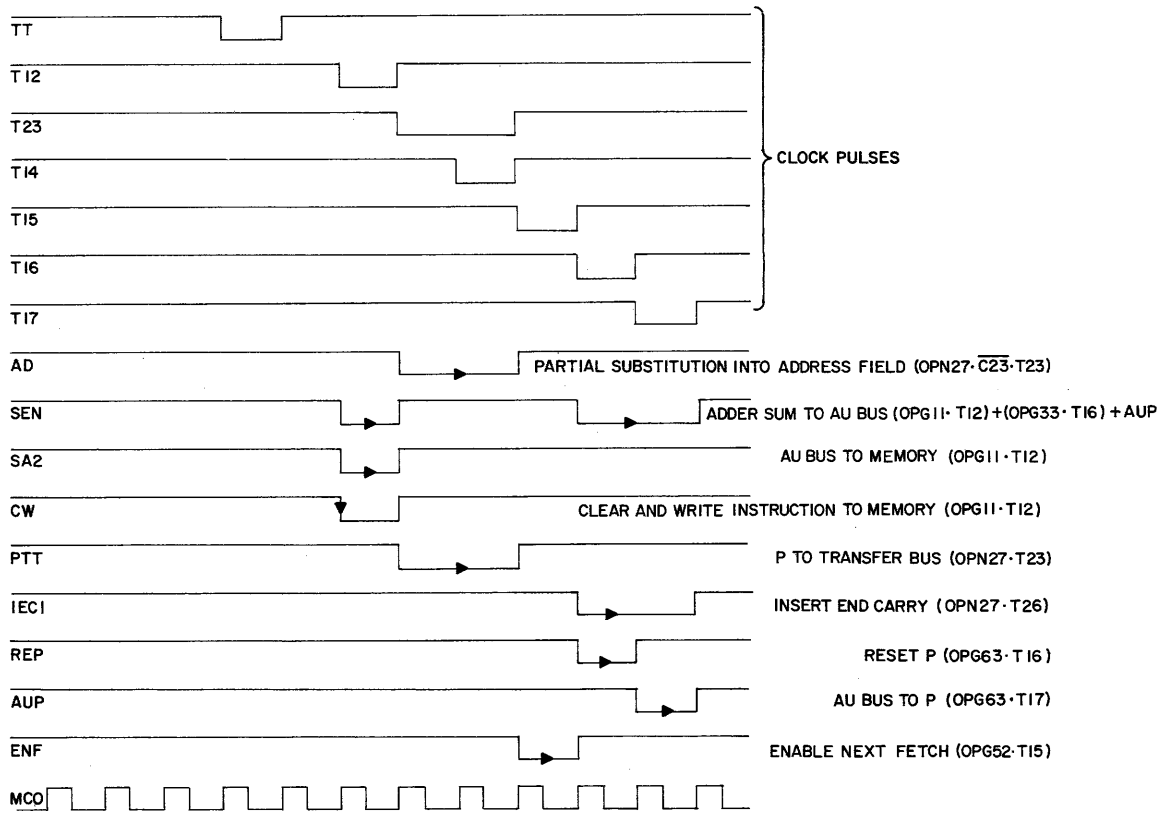 TT
T12
T23
T14
CLOCK PULSES
T15
T16
T17
AD PARTIAL SUBSTITUTION INTO ADDRESS FIELD (OPN27·C̅2̅3̅·T23)
SEN ADDER SUM TO AU BUS (OPG11·T12)+(OPG33·T16)+AUP
SA2 AU BUS TO MEMORY (OPG11·T12)
CW CLEAR AND WRITE INSTRUCTION TO MEMORY (OPG11·T12)
PTT P TO TRANSFER BUS (OPN27·T23)
IEC1 INSERT END CARRY (OPN27·T26)
REP RESET P (OPG63·T16)
AUP AU BUS TO P (OPG63·T17)
ENF ENABLE NEXT FETCH (OPG52·T15)
MCO